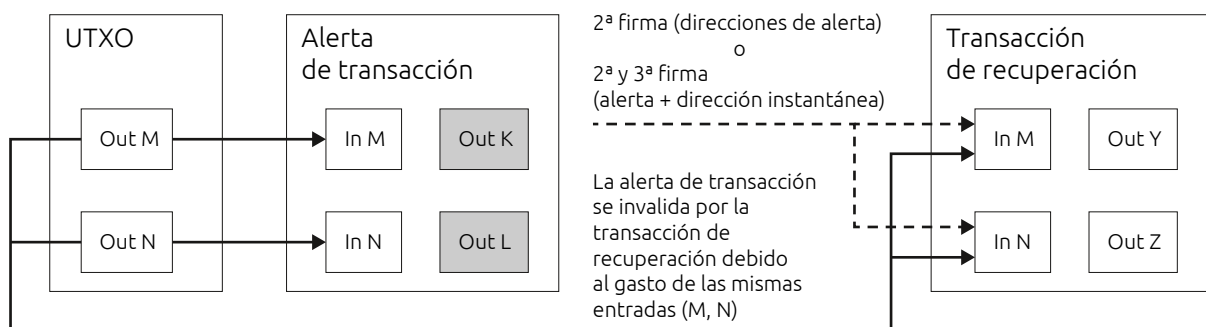 UTXO
Out M
Out N
Alerta
de transacción
In M
Out K
In N
Out L
2ª firma (direcciones de alerta)
o
2ª y 3ª firma
(alerta + dirección instantánea)
La alerta de transacción
se invalida por la
transacción de
recuperación debido
al gasto de las mismas
entradas (M, N)
Transacción
de recuperación
In M
Out Y
In N
Out Z